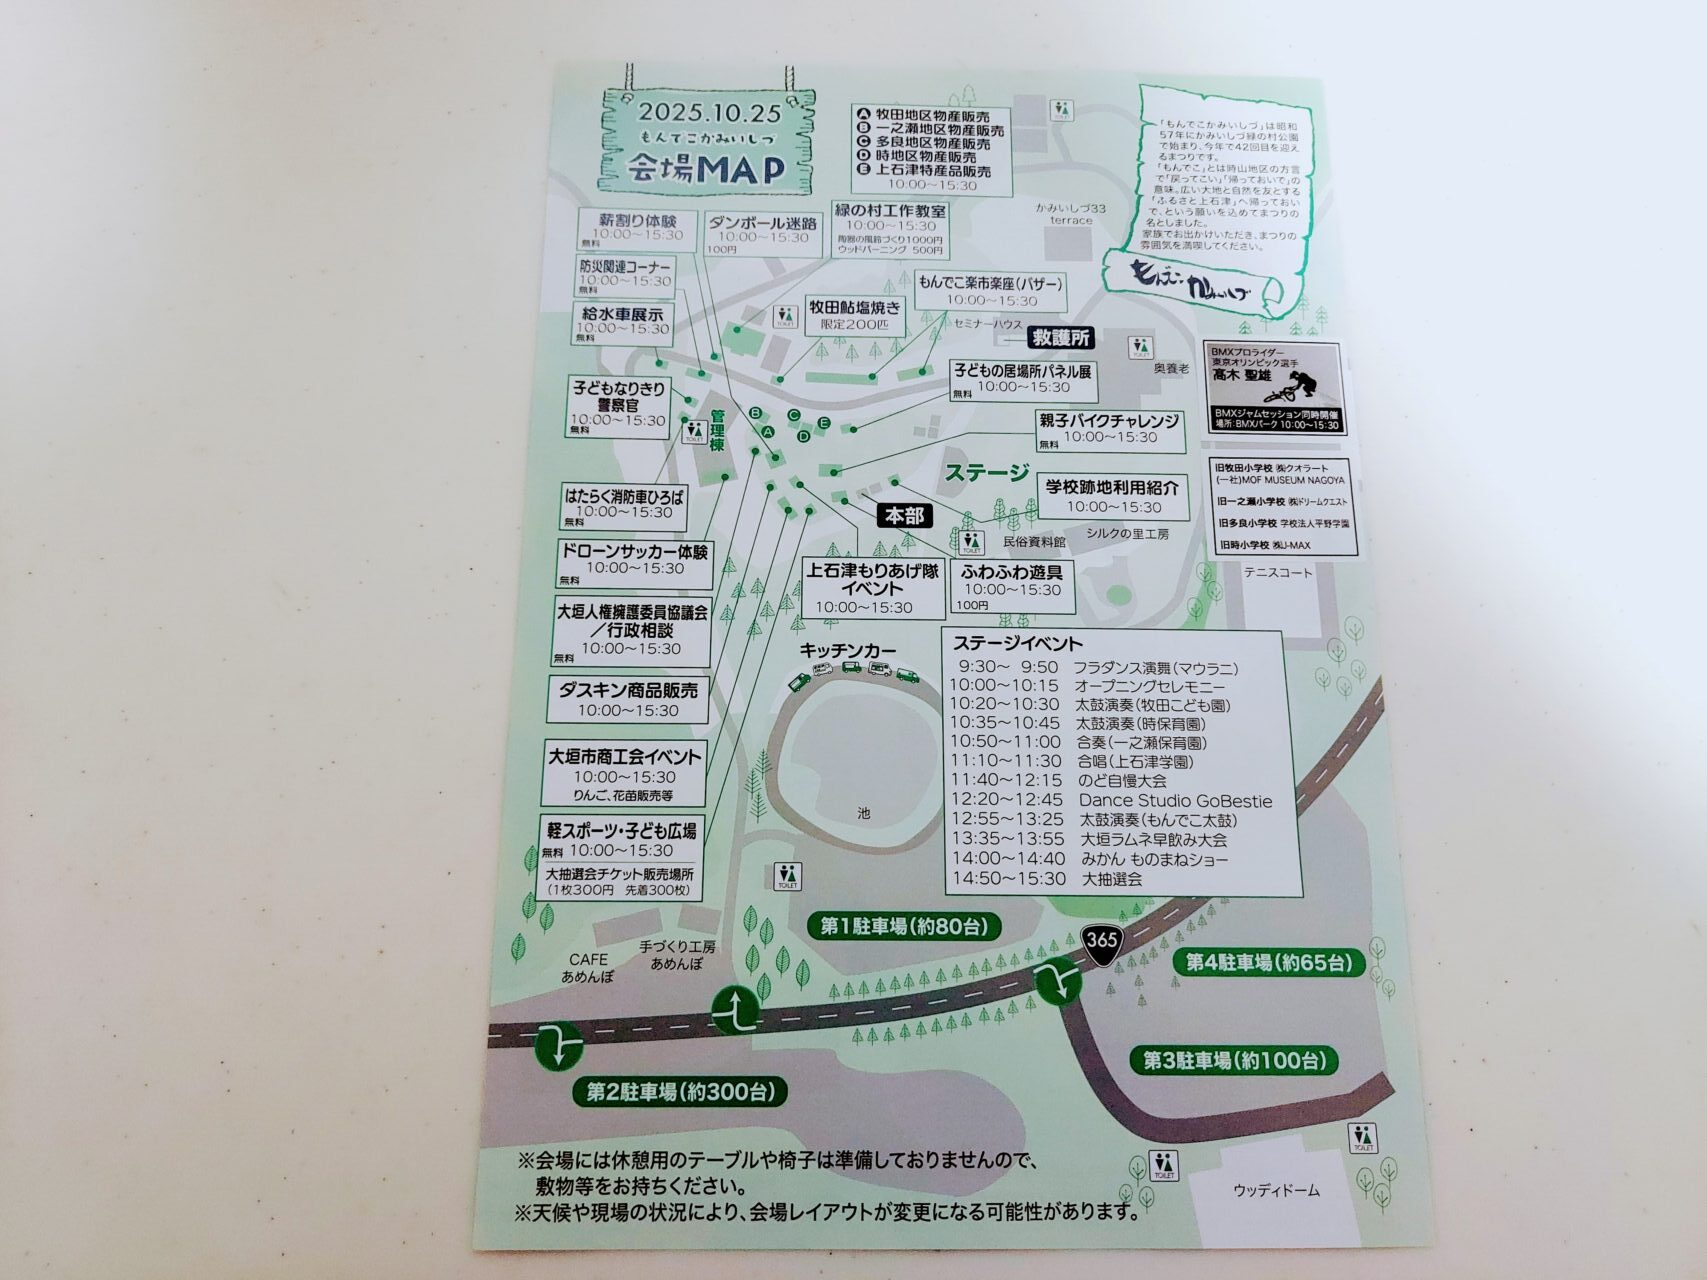 2025.10.25
もんでこかみいしづ
会場MAP
A 牧田地区物産販売
B 一之瀬地区物産販売
C 多良地区物産販売
D 時地区物産販売
E 上石津特産品販売
10:00〜15:30
「もんでこかみいしづ」は昭和
57年にかみいしづ緑の村公園
で始まり、今年で42回目を迎え
るまつりです。
「もんでこ」とは時山地区の方言
で「戻ってこい」「帰っておいで」の
意味。広い大地と自然を友とする
「ふるさと上石津」へ帰っておい
で、という願いを込めてまつりの
名としました。
家族でお出かけいただき、まつりの
雰囲気を満喫してください。
もんでこかみいしづ
薪割り体験
10:00〜15:30
無料
ダンボール迷路
10:00〜15:30
100円
緑の村工作教室
10:00〜15:30
陶器の風鈴づくり1000円
ウッドバーニング 500円
かみいしづ33
terrace
TOILET
防災関連コーナー
10:00〜15:30
無料
給水車展示
10:00〜15:30
無料
TOILET
牧田鮎塩焼き
限定200匹
もんでこ楽市楽座(バザー)
10:00〜15:30
セミナーハウス
救護所
TOILET
奥養老
BMXプロライダー
東京オリンピック選手
高木 聖雄
BMXジャムセッション同時開催
場所:BMXパーク 10:00〜15:30
子どもなりきり
警察官
10:00〜15:30
無料
TOILET
管理棟
B
A
C
D
E
子どもの居場所パネル展
10:00〜15:30
無料
親子バイクチャレンジ
10:00〜15:30
無料
ステージ
学校跡地利用紹介
10:00〜15:30
旧牧田小学校 ㈱クオラート
(一社)MOF MUSEUM NAGOYA
旧一之瀬小学校 ㈱ドリームクエスト
旧多良小学校 学校法人平野学園
旧時小学校 ㈱J-MAX
はたらく消防車ひろば
10:00〜15:30
無料
本部
TOILET
民俗資料館
シルクの里工房
テニスコート
ドローンサッカー体験
10:00〜15:30
無料
上石津もりあげ隊
イベント
10:00〜15:30
ふわふわ遊具
10:00〜15:30
100円
大垣人権擁護委員協議会
/行政相談
10:00〜15:30
無料
ダスキン商品販売
10:00〜15:30
大垣市商工会イベント
10:00〜15:30
りんご、花苗販売等
軽スポーツ・子ども広場
無料 10:00〜15:30
大抽選会チケット販売場所
(1枚300円 先着300枚)
キッチンカー
池
ステージイベント
9:30〜 9:50 フラダンス演舞(マウラニ)
10:00〜10:15 オープニングセレモニー
10:20〜10:30 太鼓演奏(牧田こども園)
10:35〜10:45 太鼓演奏(時保育園)
10:50〜11:00 合奏(一之瀬保育園)
11:10〜11:30 合唱(上石津学園)
11:40〜12:15 のど自慢大会
12:20〜12:45 Dance Studio GoBestie
12:55〜13:25 太鼓演奏(もんでこ太鼓)
13:35〜13:55 大垣ラムネ早飲み大会
14:00〜14:40 みかん ものまねショー
14:50〜15:30 大抽選会
TOILET
第1駐車場(約80台)
CAFE
あめんぼ
手づくり工房
あめんぼ
365
第4駐車場(約65台)
第3駐車場(約100台)
第2駐車場(約300台)
TOILET
TOILET
ウッディドーム
※会場には休憩用のテーブルや椅子は準備しておりませんので、
敷物等をお持ちください。
※天候や現場の状況により、会場レイアウトが変更になる可能性があります。